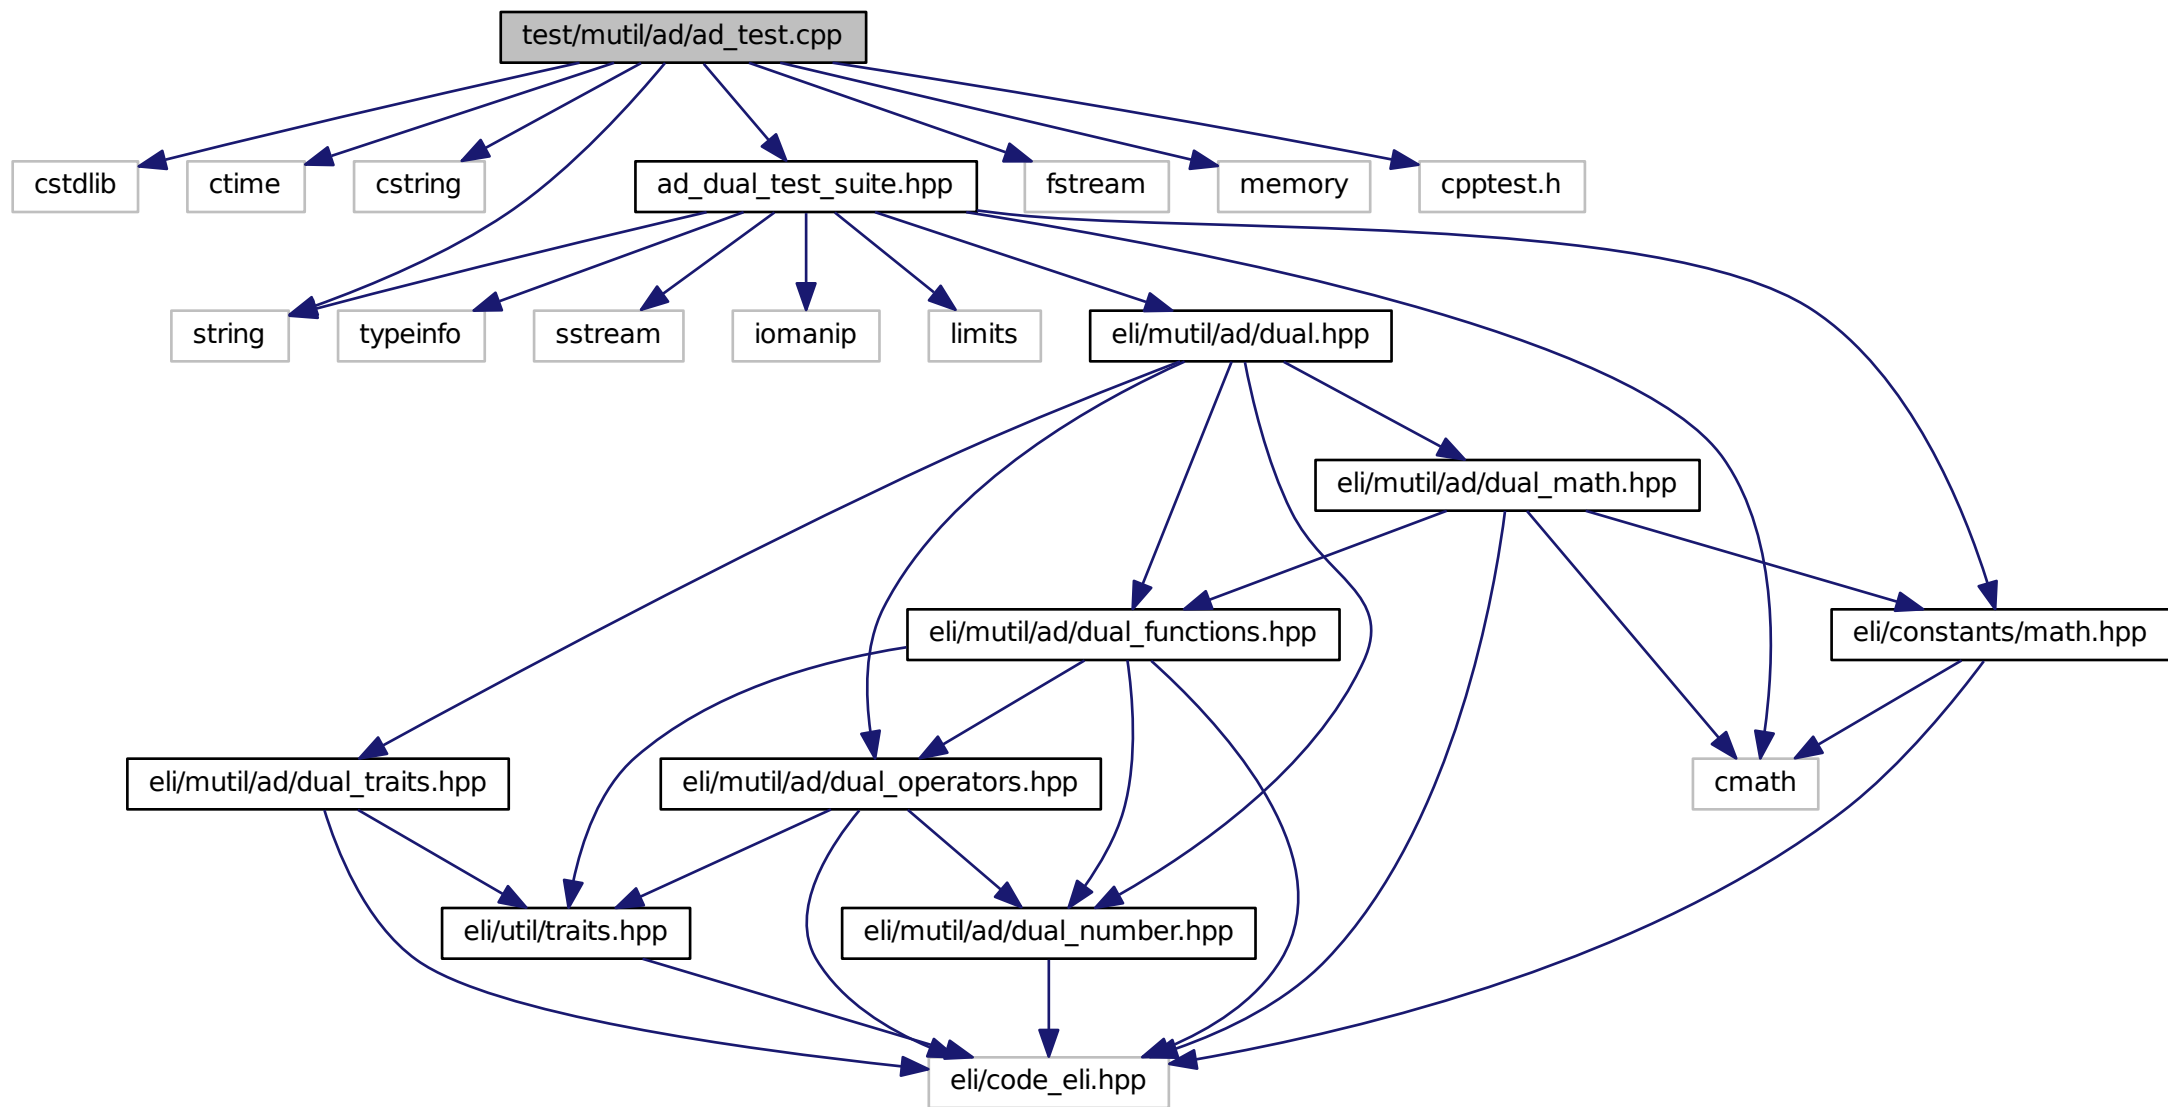 test/mutil/ad/ad_test.cpp
cstdlib
ctime
cstring
ad_dual_test_suite.hpp
fstream
memory
cpptest.h
string
typeinfo
sstream
iomanip
limits
eli/mutil/ad/dual.hpp
eli/mutil/ad/dual_math.hpp
eli/mutil/ad/dual_functions.hpp
eli/constants/math.hpp
eli/mutil/ad/dual_traits.hpp
eli/mutil/ad/dual_operators.hpp
cmath
eli/util/traits.hpp
eli/mutil/ad/dual_number.hpp
eli/code_eli.hpp